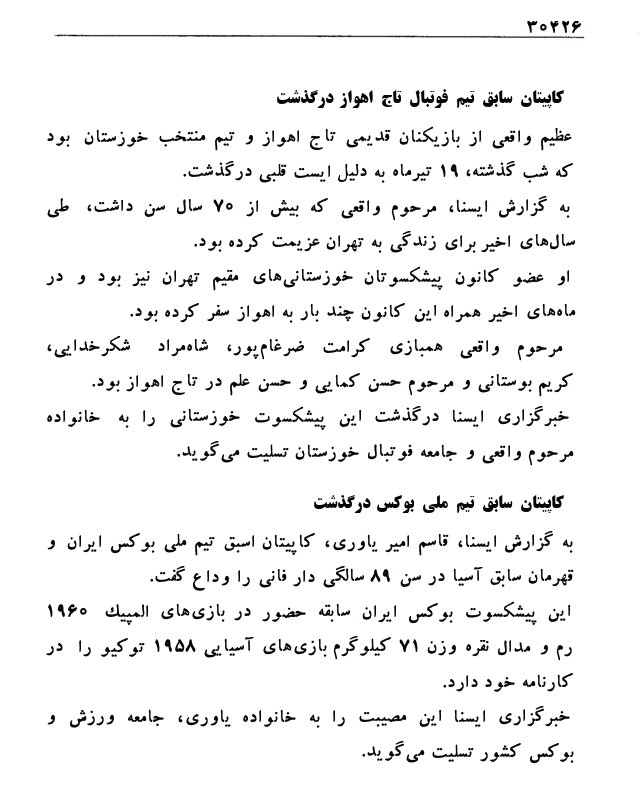 ۳۰۴۲۶
کاپیتان سابق تیم فوتبال تاج اهواز درگذشت
عظیم واقعی از بازیکنان قدیمی تاج اهواز و تیم منتخب خوزستان بود
که شب گذشته، ۱۹ تیرماه به دلیل ایست قلبی درگذشت.
به گزارش ایسنا، مرحوم واقعی که بیش از ۷۰ سال سن داشت، طی
سال‌های اخیر برای زندگی به تهران عزیمت کرده بود.
او عضو کانون پیشکسوتان خوزستانی‌های مقیم تهران نیز بود و در
ماه‌های اخیر همراه این کانون چند بار به اهواز سفر کرده بود.
مرحوم واقعی همبازی کرامت ضرغام‌پور، شاه‌مراد شکرخدایی،
کریم بوستانی و مرحوم حسن کمایی و حسن علم در تاج اهواز بود.
خبرگزاری ایسنا درگذشت این پیشکسوت خوزستانی را به خانواده
مرحوم واقعی و جامعه فوتبال خوزستان تسلیت می‌گوید.
کاپیتان سابق تیم ملی بوکس درگذشت
به گزارش ایسنا، قاسم امیر یاوری، کاپیتان اسبق تیم ملی بوکس ایران و
قهرمان سابق آسیا در سن ۸۹ سالگی دار فانی را وداع گفت.
این پیشکسوت بوکس ایران سابقه حضور در بازی‌های المپیك ۱۹۶۰
رم و مدال نقره وزن ۷۱ کیلوگرم بازی‌های آسیایی ۱۹۵۸ توکیو را در
کارنامه خود دارد.
خبرگزاری ایسنا این مصیبت را به خانواده یاوری، جامعه ورزش و
بوکس کشور تسلیت می‌گوید.